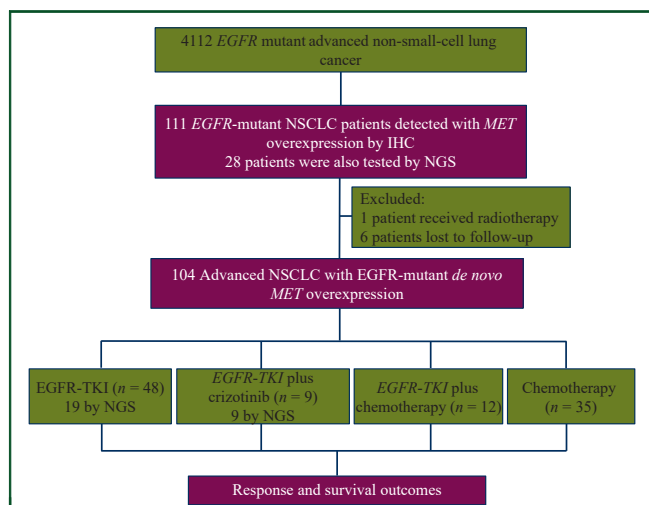 4112 EGFR mutant advanced non-small-cell lung
cancer
111 EGFR-mutant NSCLC patients detected with MET
overexpression by IHC
28 patients were also tested by NGS
Excluded:
1 patient received radiotherapy
6 patients lost to follow-up
104 Advanced NSCLC with EGFR-mutant de novo
MET overexpression
EGFR-TKI (n = 48)
19 by NGS
EGFR-TKI plus
crizotinib (n = 9)
9 by NGS
EGFR-TKI plus
chemotherapy (n = 12)
Chemotherapy
(n = 35)
Response and survival outcomes